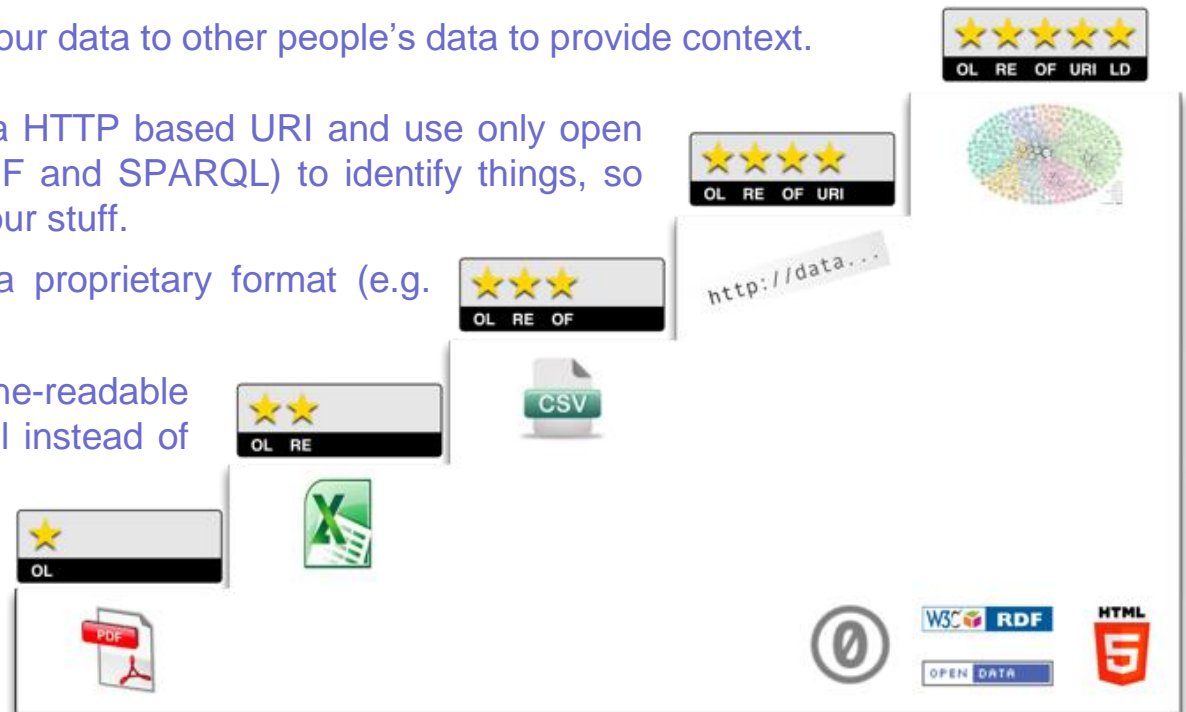 our data to other people's data to provide context.
OL RE OF URI LD
a HTTP based URI and use only open
F and SPARQL) to identify things, so
our stuff.
OL RE OF URI
http://data...
a proprietary format (e.g.
OL RE OF
CSV
ne-readable
l instead of
OL RE
OL
PDF
W3C RDF
OPEN DATA
HTML
5
0